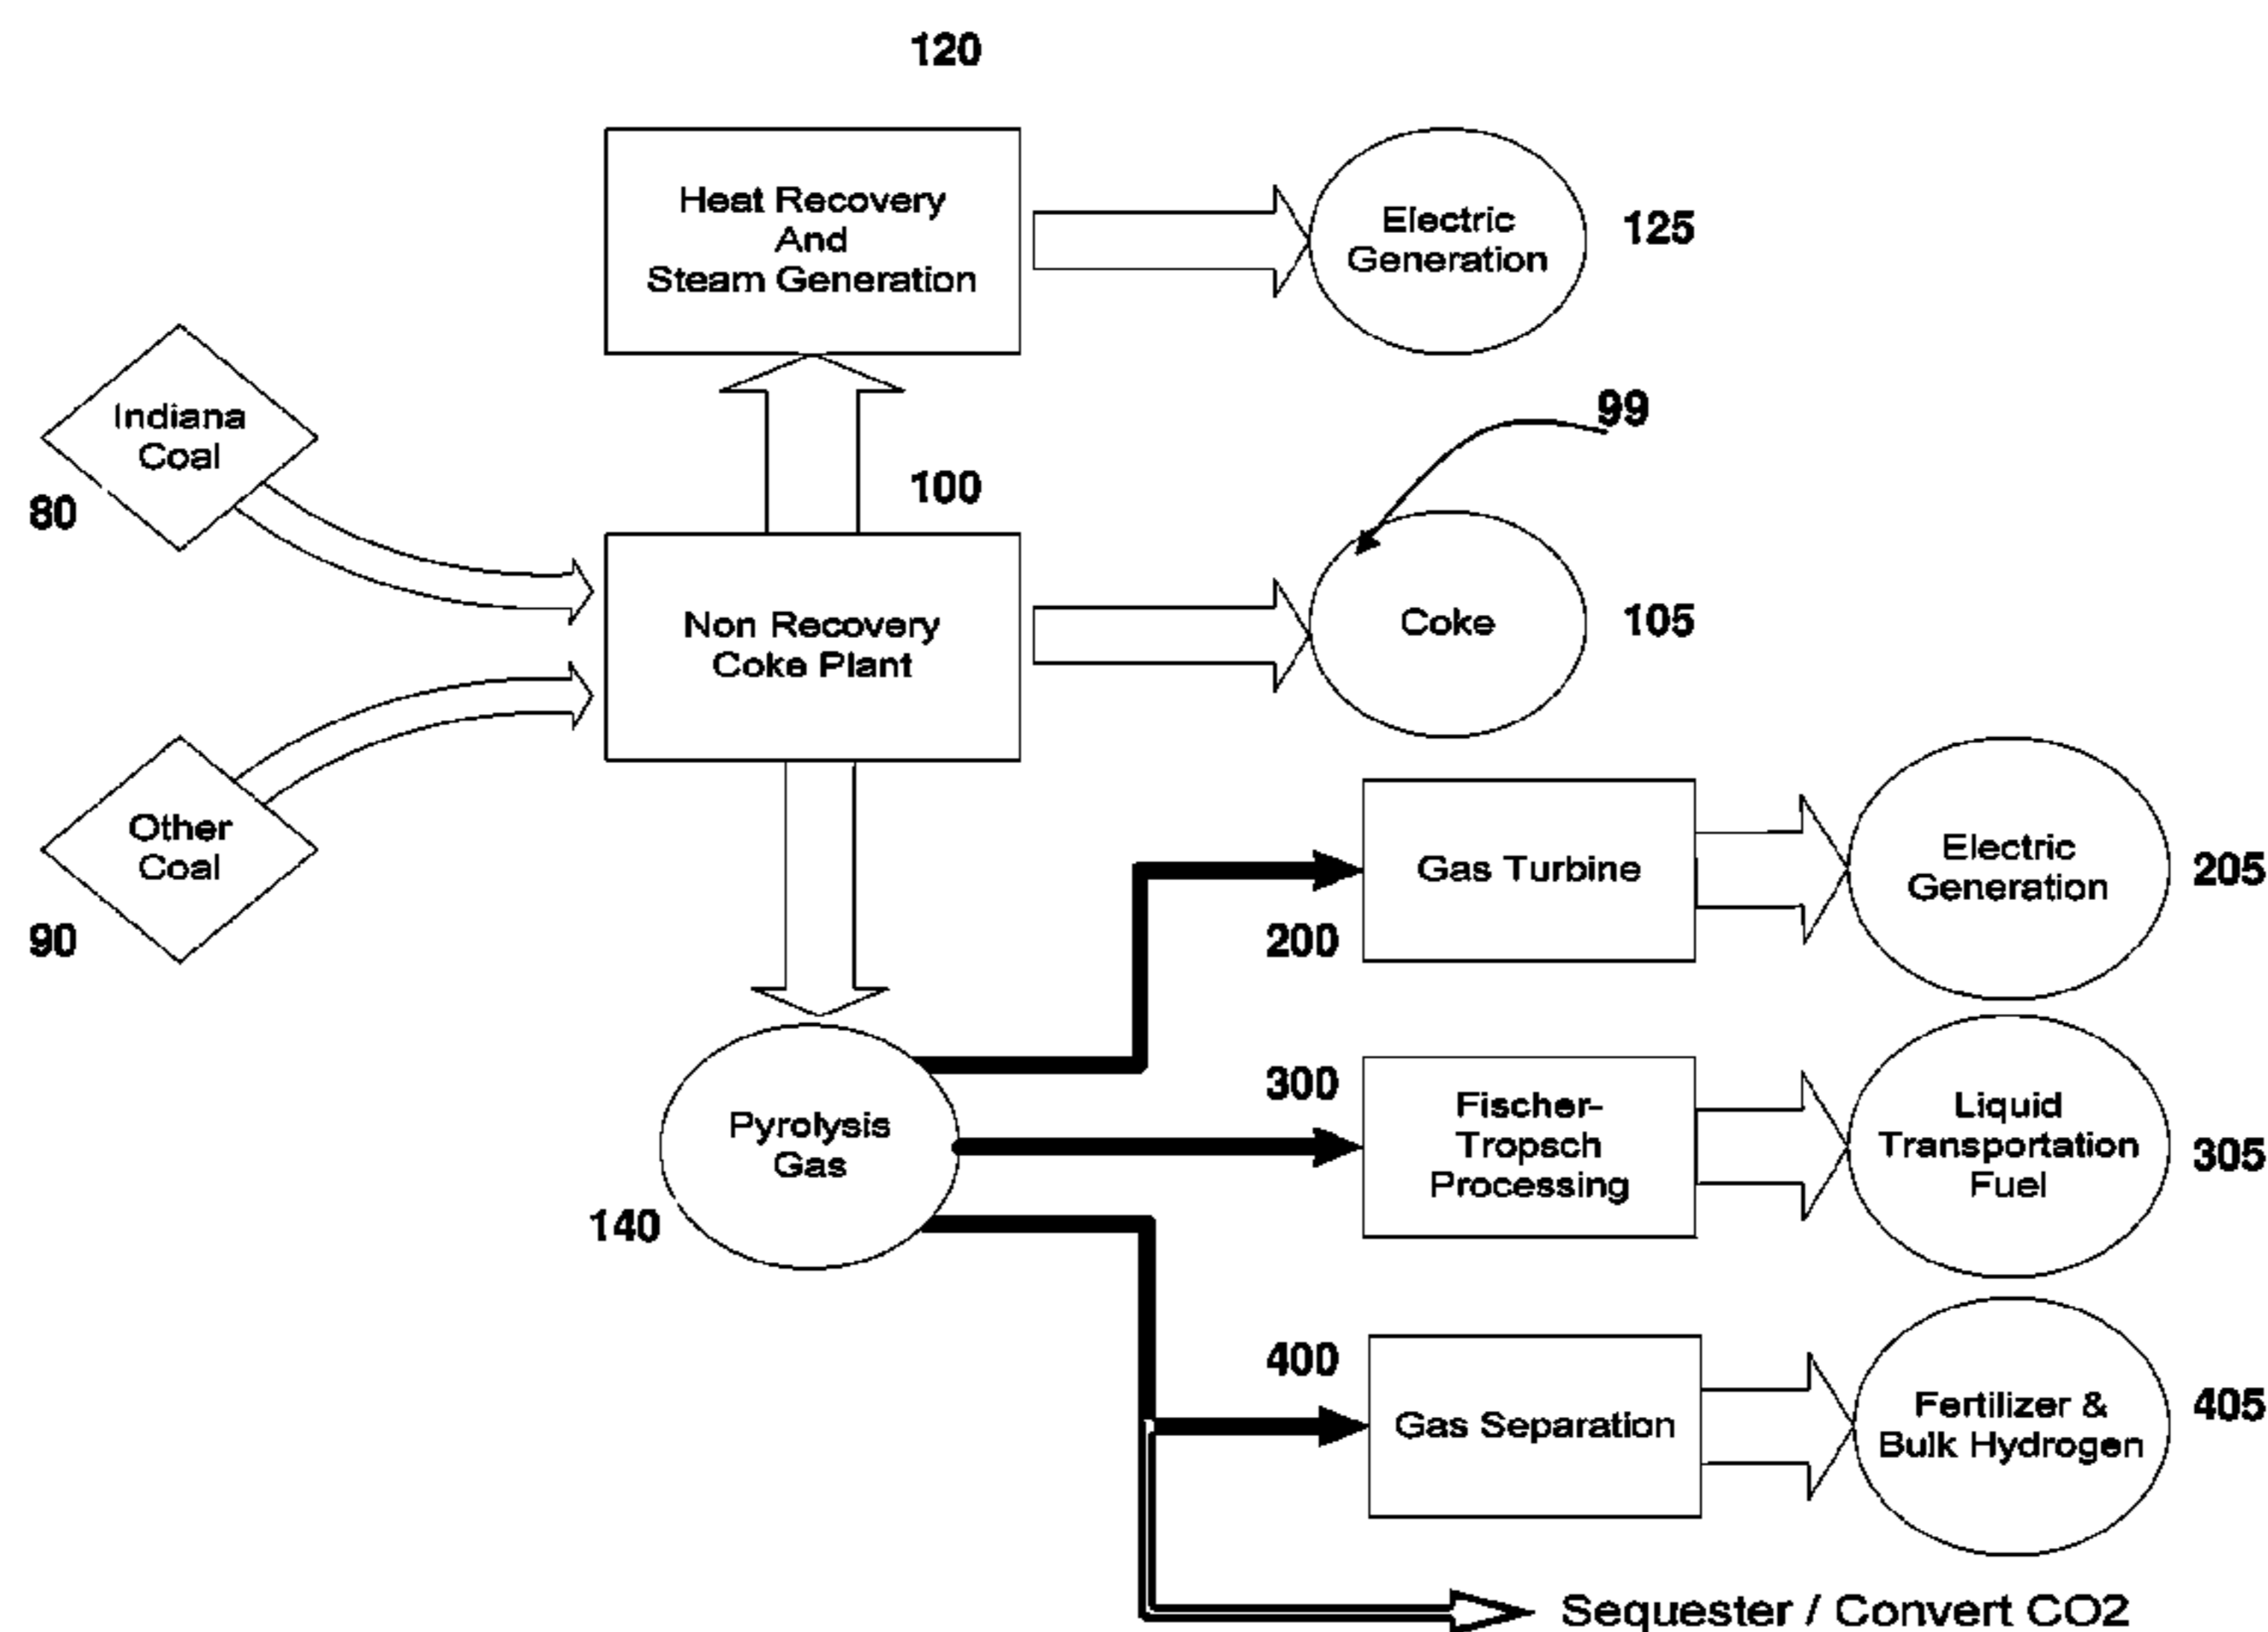 120
Heat Recovery
And
Steam Generation
Electric
Generation
125
Indiana
Coal
80
99
100
Non Recovery
Coke Plant
Coke
105
Other
Coal
90
Gas Turbine
200
Electric
Generation
205
Pyrolysis
Gas
140
300
Fischer-
Tropsch
Processing
Liquid
Transportation
Fuel
305
400
Gas Separation
Fertilizer &
Bulk Hydrogen
405
Sequester / Convert CO2